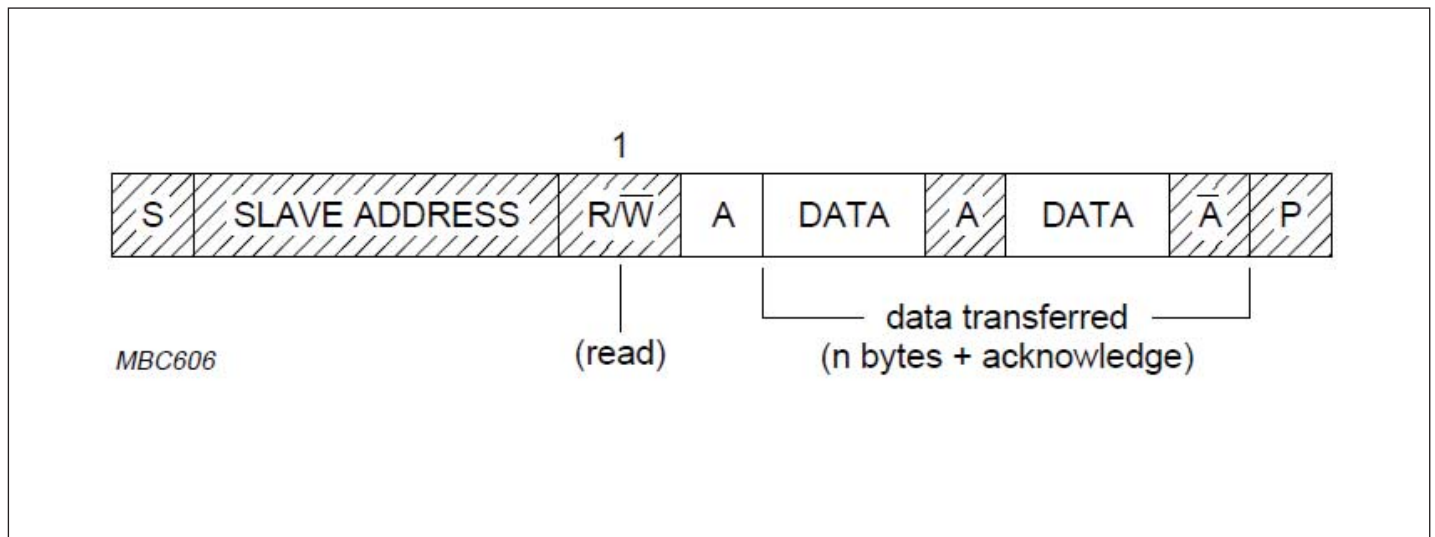 1
S SLAVE ADDRESS R/W̅ A DATA A DATA A̅ P
data transferred
(read) (n bytes + acknowledge)
MBC606